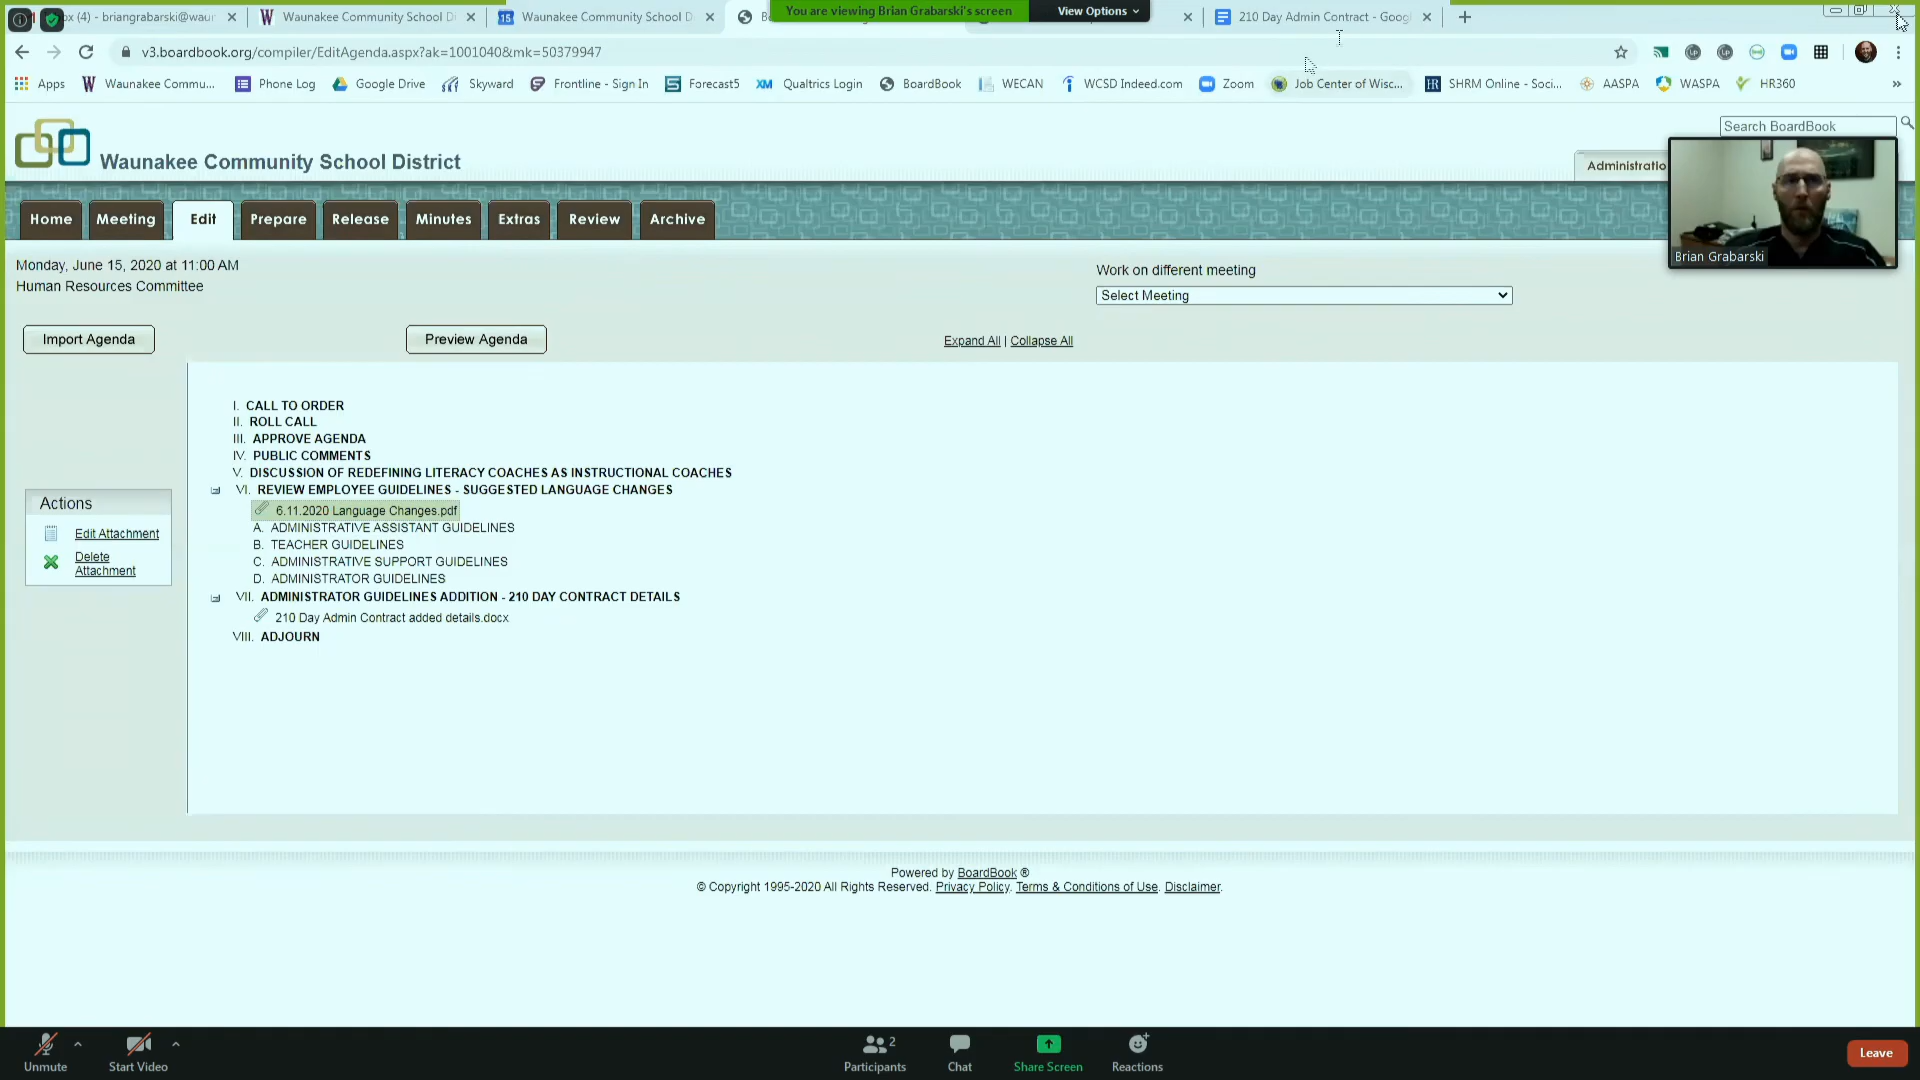 ox (4) - briangrabarski@waun
Waunakee Community School Di
Waunakee Community School D
You are viewing Brian Grabarski's screen
View Options
210 Day Admin Contract - Googl
v3.boardbook.org/compiler/EditAgenda.aspx?ak=1001040&mk=50379947
Apps
Waunakee Commu...
Phone Log
Google Drive
Skyward
Frontline - Sign In
Forecast5
Qualtrics Login
BoardBook
WECAN
WCSD Indeed.com
Zoom
Job Center of Wisc...
SHRM Online - Soci...
AASPA
WASPA
HR360
Search BoardBook
Waunakee Community School District
Administratio
Home
Meeting
Edit
Prepare
Release
Minutes
Extras
Review
Archive
Brian Grabarski
Monday, June 15, 2020 at 11:00 AM
Human Resources Committee
Work on different meeting
Select Meeting
Import Agenda
Preview Agenda
Expand All | Collapse All
I. CALL TO ORDER
II. ROLL CALL
III. APPROVE AGENDA
IV. PUBLIC COMMENTS
V. DISCUSSION OF REDEFINING LITERACY COACHES AS INSTRUCTIONAL COACHES
VI. REVIEW EMPLOYEE GUIDELINES - SUGGESTED LANGUAGE CHANGES
6.11.2020 Language Changes.pdf
A. ADMINISTRATIVE ASSISTANT GUIDELINES
B. TEACHER GUIDELINES
C. ADMINISTRATIVE SUPPORT GUIDELINES
D. ADMINISTRATOR GUIDELINES
VII. ADMINISTRATOR GUIDELINES ADDITION - 210 DAY CONTRACT DETAILS
210 Day Admin Contract added details.docx
VIII. ADJOURN
Actions
Edit Attachment
Delete
Attachment
Powered by BoardBook ®
© Copyright 1995-2020 All Rights Reserved. Privacy Policy. Terms & Conditions of Use. Disclaimer.
Unmute
Start Video
2
Participants
Chat
Share Screen
Reactions
Leave